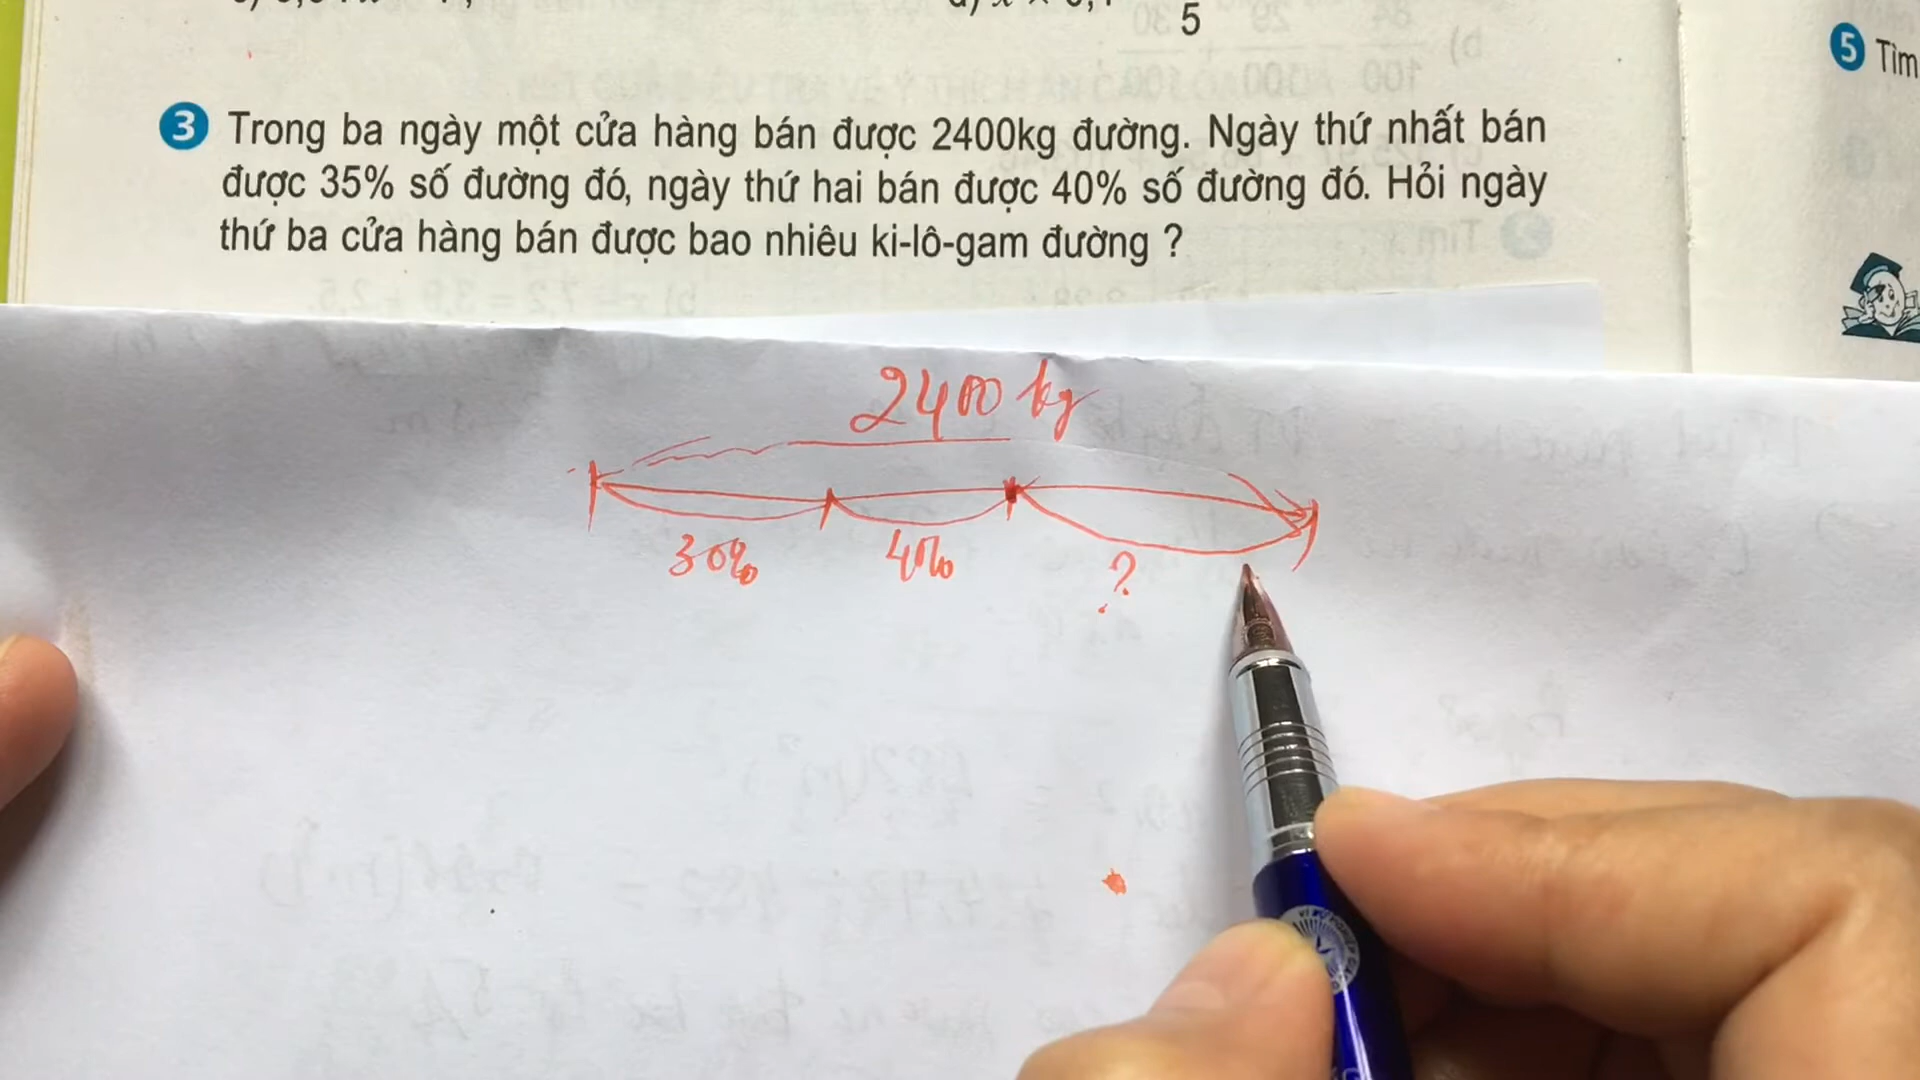 5
3 Trong ba ngày một cửa hàng bán được 2400kg đường. Ngày thứ nhất bán
được 35% số đường đó, ngày thứ hai bán được 40% số đường đó. Hỏi ngày
thứ ba cửa hàng bán được bao nhiêu ki-lô-gam đường ?
5 Tìm
2400 kg
30% 40% ?